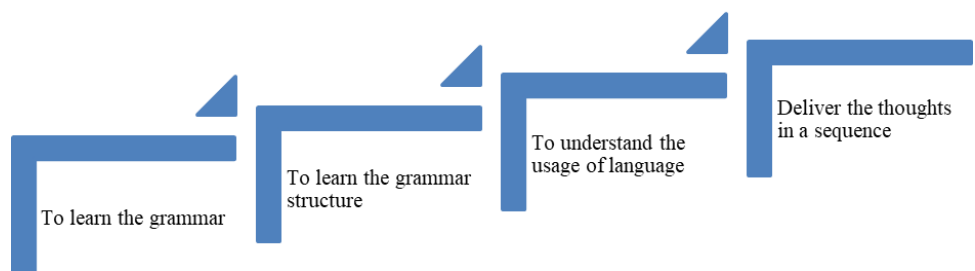 To learn the grammar
To learn the grammar
structure
To understand the
usage of language
Deliver the thoughts
in a sequence